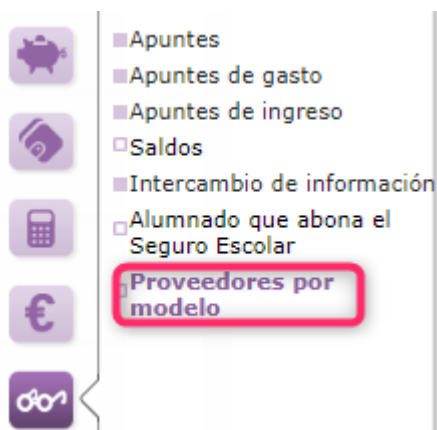 Apuntes
Apuntes de gasto
Apuntes de ingreso
Saldos
Intercambio de información
Alumnado que abona el
Seguro Escolar
Proveedores por
modelo
€